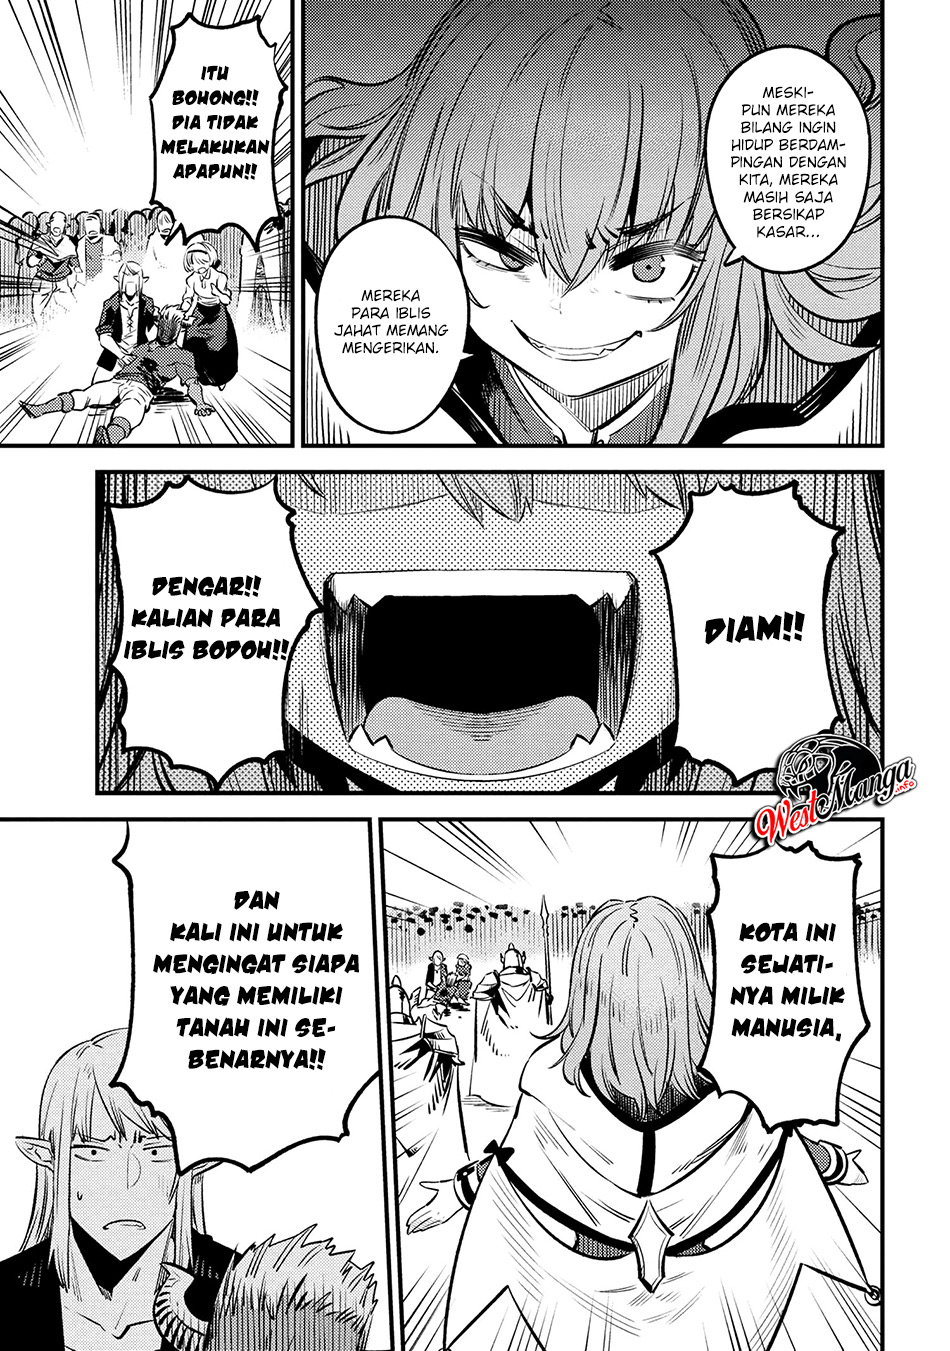 MESKI-
PUN MEREKA
BILANG INGIN
HIDUP BERDAM-
PINGAN DENGAN
KITA, MEREKA
MASIH SAJA
BERSIKAP
KASAR...
MEREKA
PARA IBLIS
JAHAT MEMANG
MENGERIKAN.
ITU
BOHONG!!
DIA TIDAK
MELAKUKAN
APAPUN!!
DIAM!!
DENGAR!!
KALIAN PARA
IBLIS BODOH!!
WestManga
.info
KOTA INI
SEJATI-
NYA MILIK
MANUSIA,
DAN
KALI INI UNTUK
MENGINGAT SIAPA
YANG MEMILIKI
TANAH INI SE-
BENARNYA!!